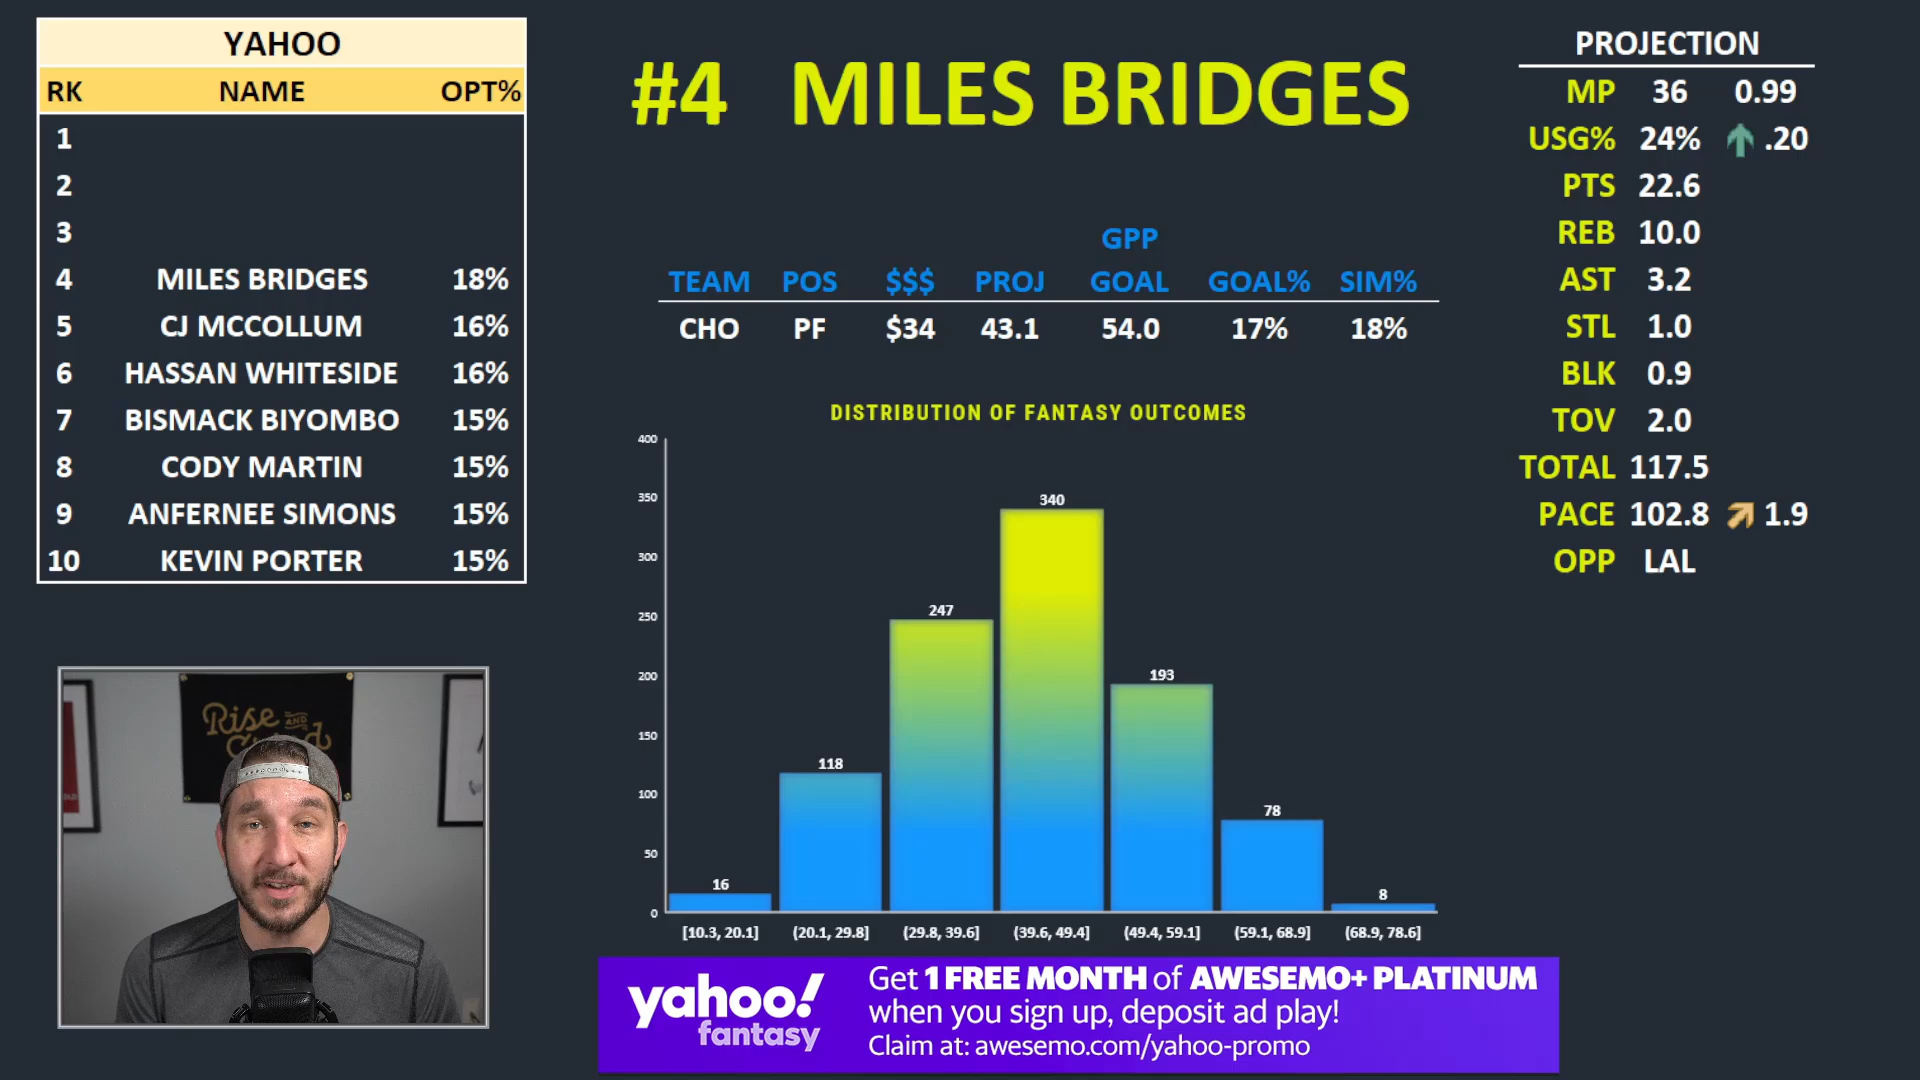 YAHOO
RK NAME OPT%
1
2
3
4 MILES BRIDGES 18%
5 CJ MCCOLLUM 16%
6 HASSAN WHITESIDE 16%
7 BISMACK BIYOMBO 15%
8 CODY MARTIN 15%
9 ANFERNEE SIMONS 15%
10 KEVIN PORTER 15%
#4 MILES BRIDGES
GPP
TEAM POS $$$ PROJ GOAL GOAL% SIM%
CHO PF $34 43.1 54.0 17% 18%
DISTRIBUTION OF FANTASY OUTCOMES
400
350
300
250
200
150
100
50
0
16
118
247
340
193
78
8
[10.3, 20.1] (20.1, 29.8] (29.8, 39.6] (39.6, 49.4] (49.4, 59.1] (59.1, 68.9] (68.9, 78.6]
PROJECTION
MP 36 0.99
USG% 24% .20
PTS 22.6
REB 10.0
AST 3.2
STL 1.0
BLK 0.9
TOV 2.0
TOTAL 117.5
PACE 102.8 1.9
OPP LAL
Rise AND
yahoo!
fantasy
Get 1 FREE MONTH of AWESEMO+ PLATINUM
when you sign up, deposit ad play!
Claim at: awesemo.com/yahoo-promo